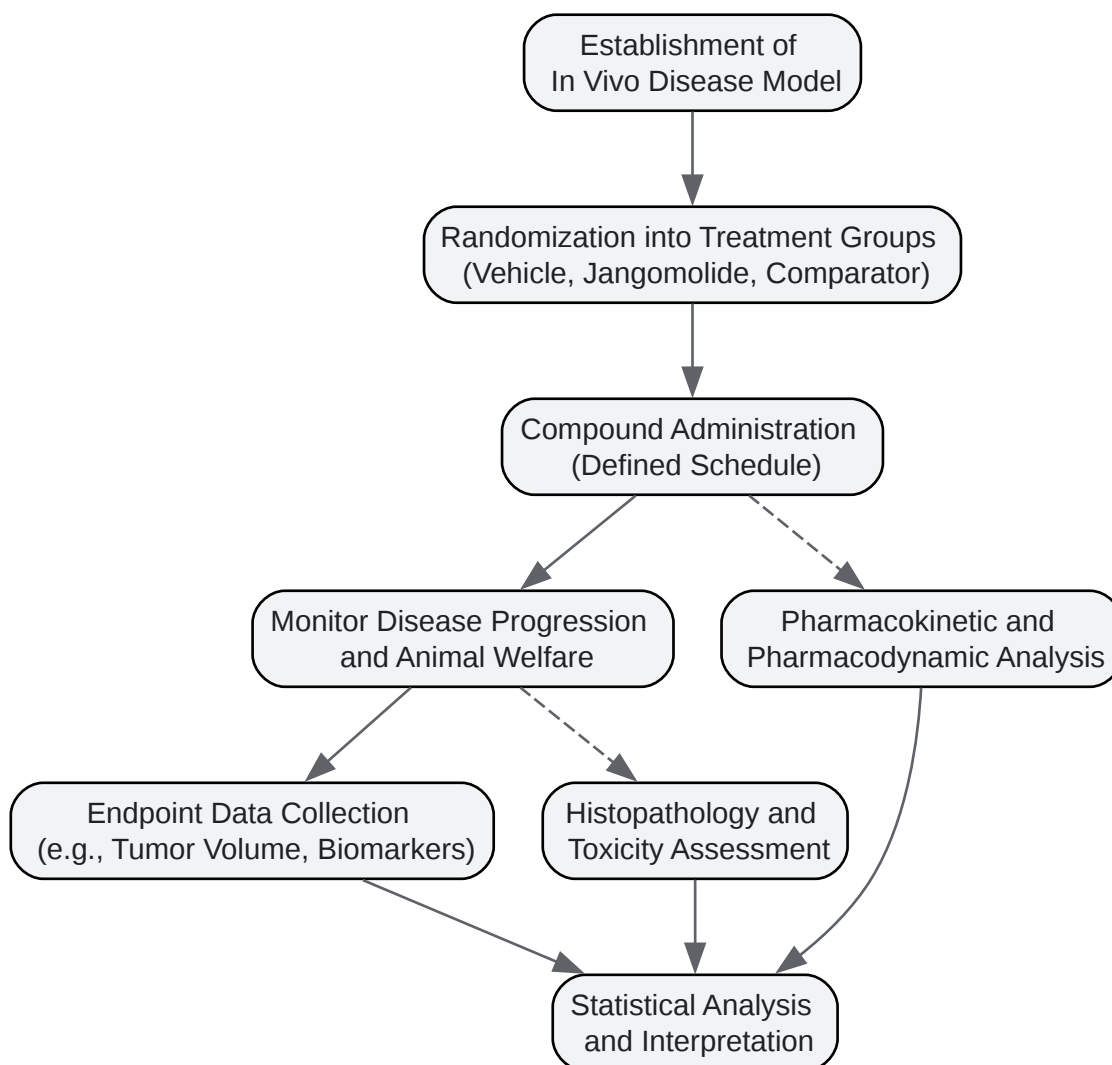 Establishment of
In Vivo Disease Model
Randomization into Treatment Groups
(Vehicle, Jangomolide, Comparator)
Compound Administration
(Defined Schedule)
Monitor Disease Progression
and Animal Welfare
Pharmacokinetic and
Pharmacodynamic Analysis
Endpoint Data Collection
(e.g., Tumor Volume, Biomarkers)
Histopathology and
Toxicity Assessment
Statistical Analysis
and Interpretation